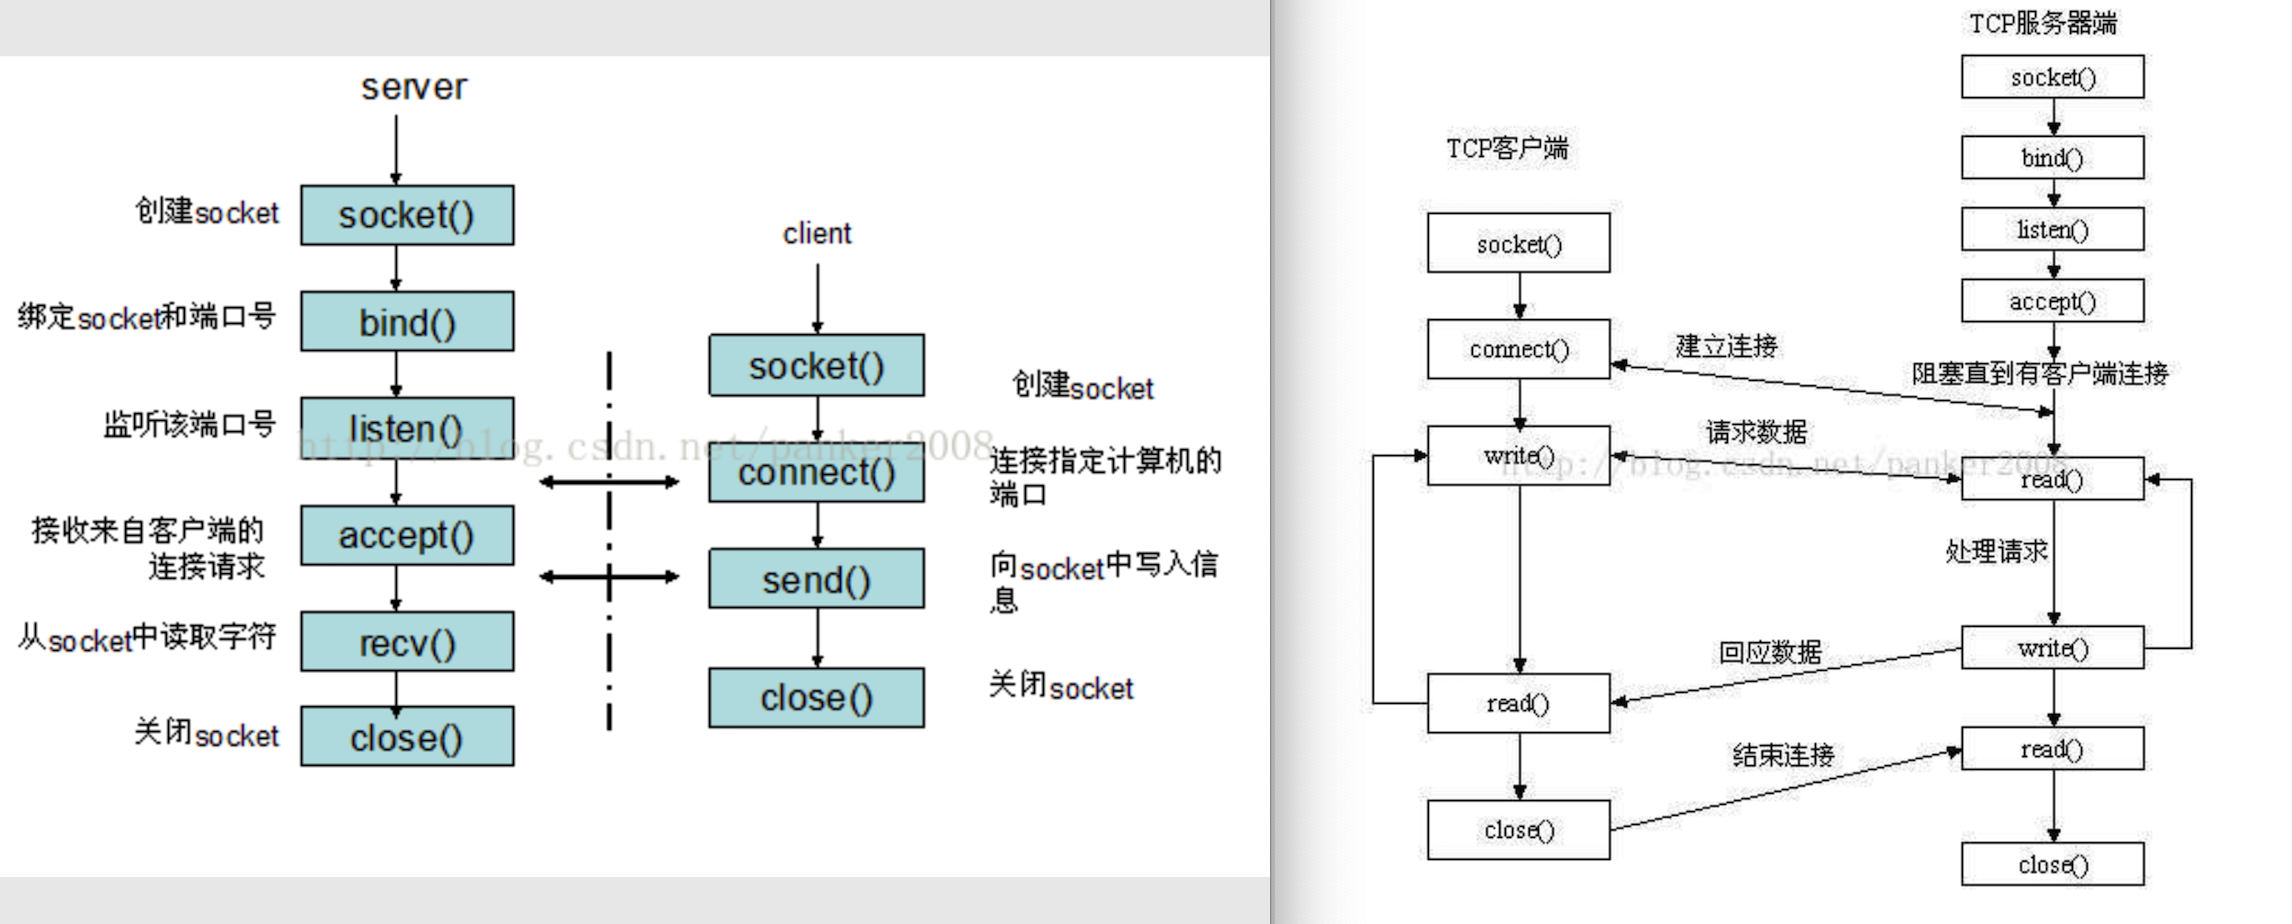 server
创建socket
socket()
绑定socket和端口号
bind()
监听该端口号
listen()
接收来自客户端的
连接请求
accept()
从socket中读取字符
recv()
关闭socket
close()
client
socket()
创建socket
connect()
连接指定计算机的
端口
send()
向socket中写入信
息
close()
关闭socket
http://blog.csdn.net/panker2008
TCP客户端
socket()
connect()
write()
read()
close()
建立连接
请求数据
回应数据
结束连接
TCP服务器端
socket()
bind()
listen()
accept()
阻塞直到有客户端连接
read()
处理请求
write()
read()
close()
http://blog.csdn.net/panker2008